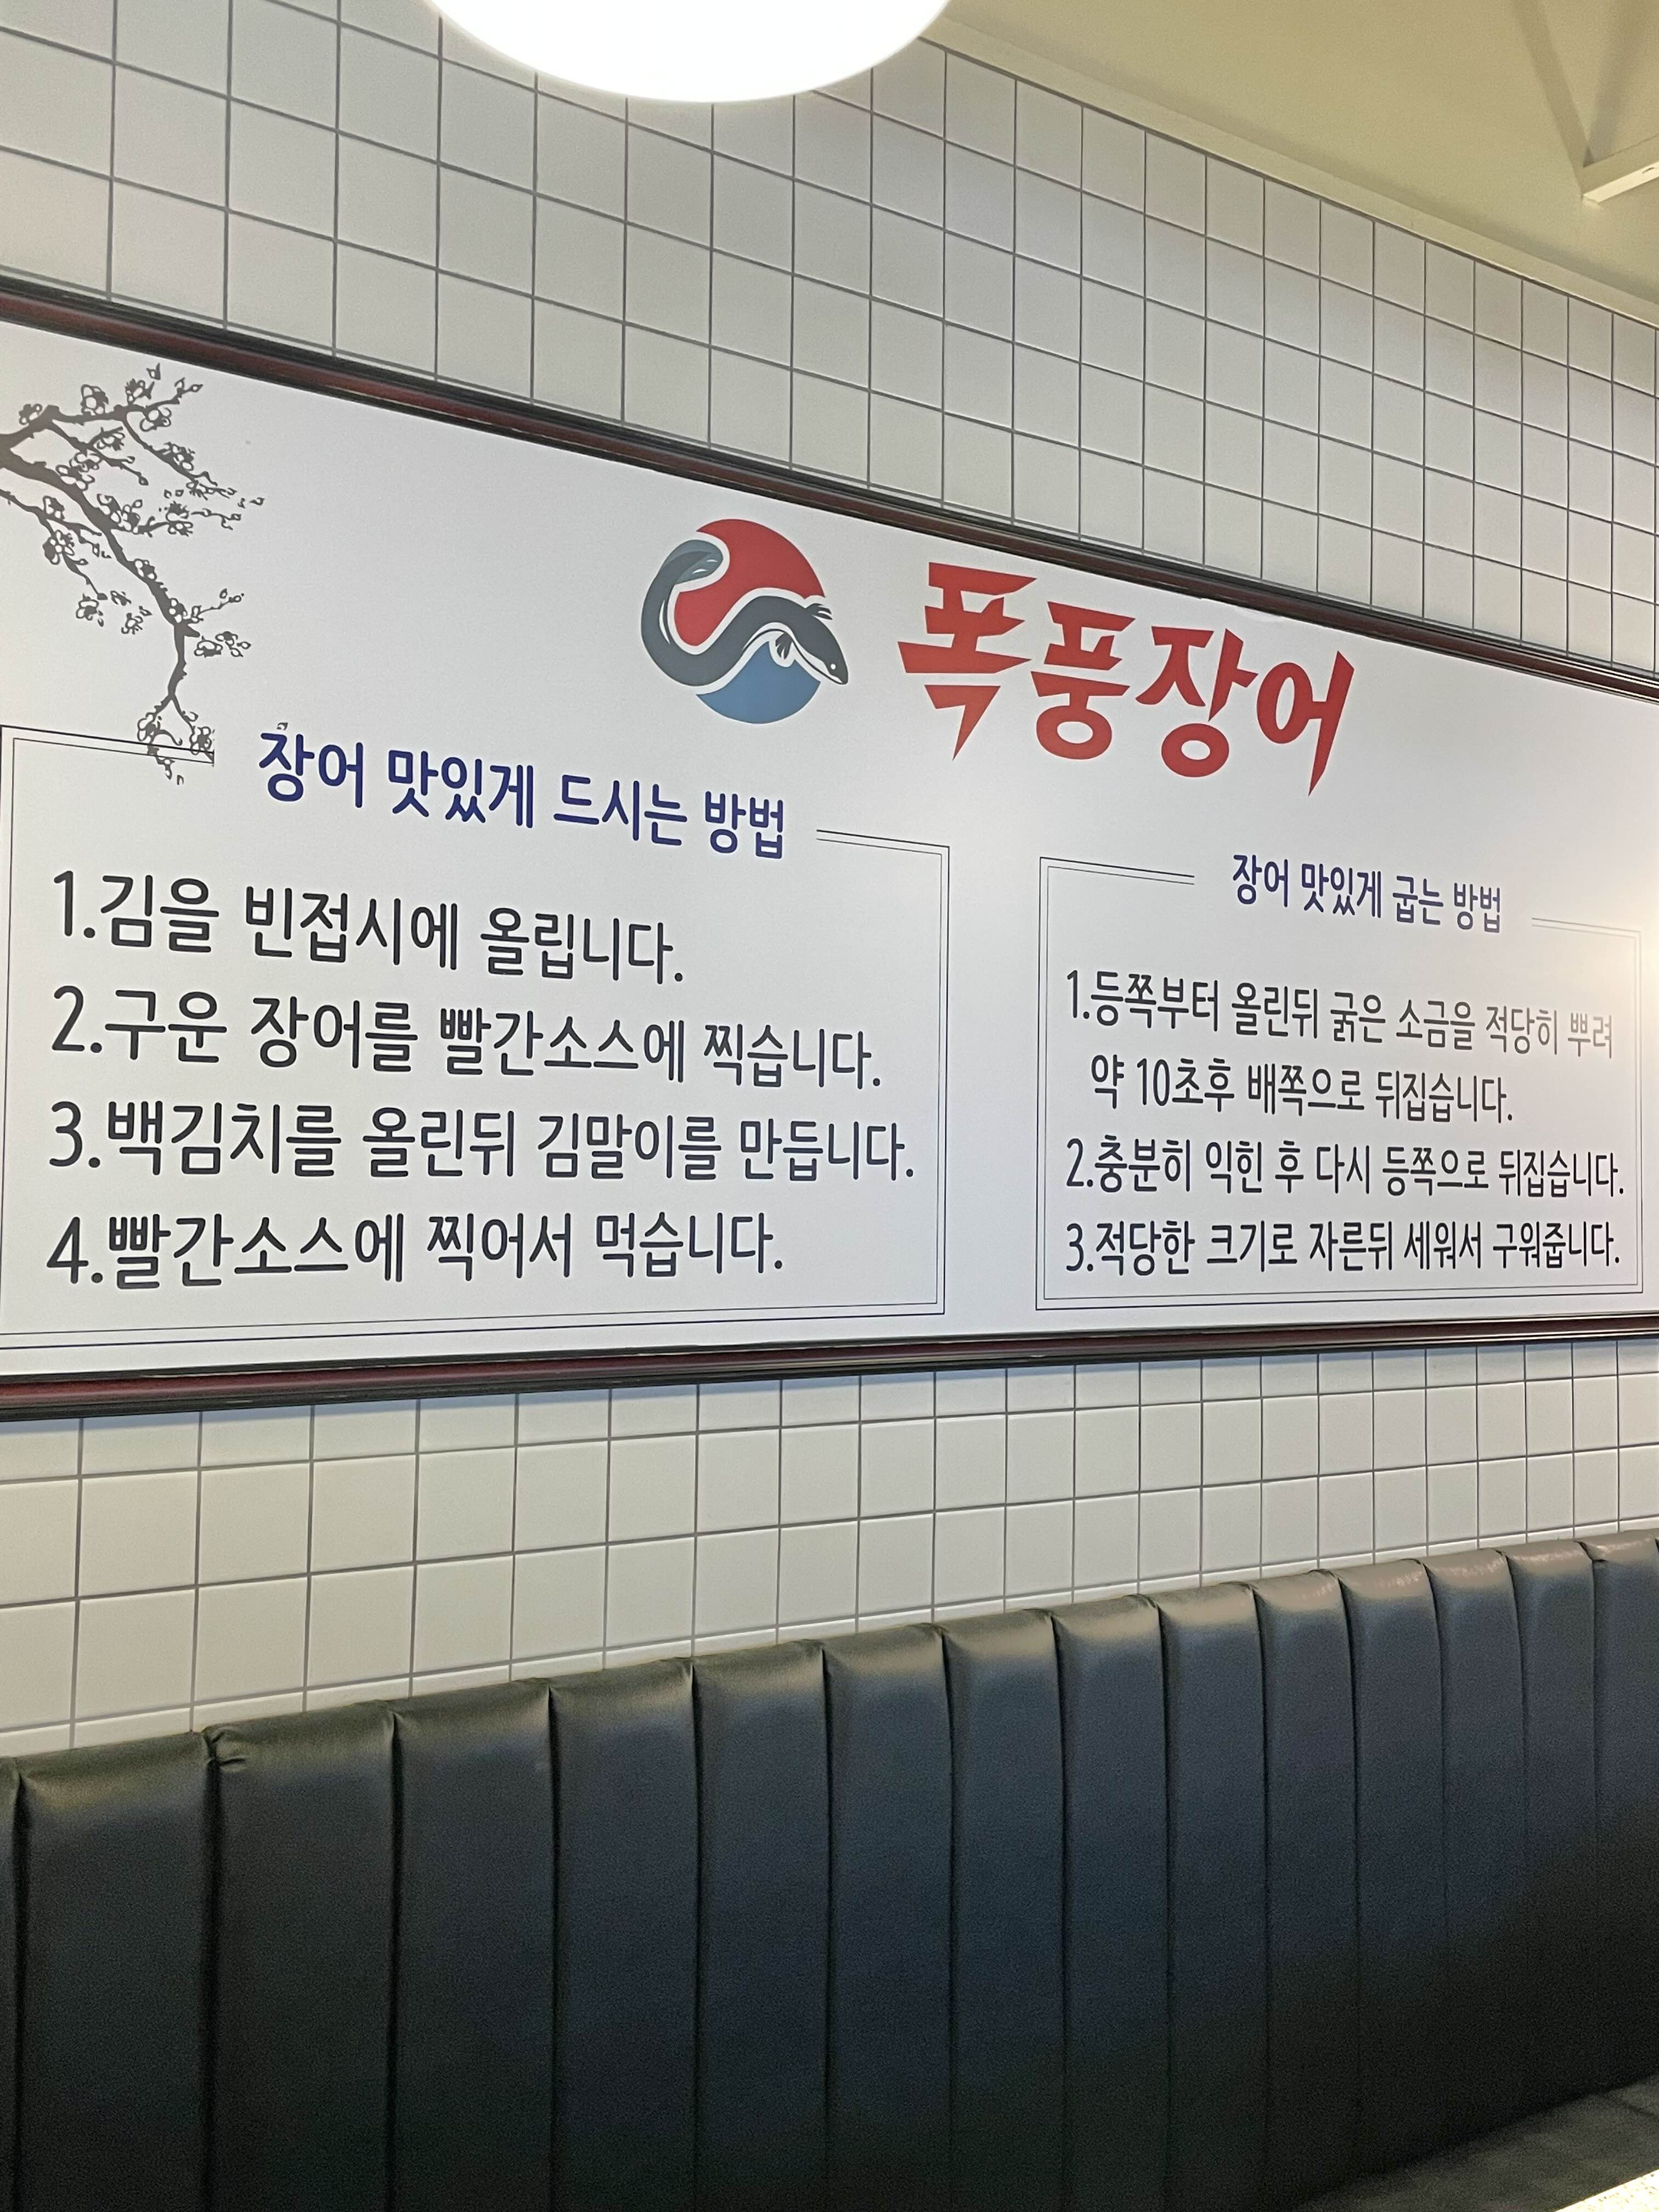 폭풍장어
장어 맛있게 드시는 방법
1.김을 빈접시에 올립니다.
2.구운 장어를 빨간소스에 찍습니다.
3.백김치를 올린뒤 김말이를 만듭니다.
4.빨간소스에 찍어서 먹습니다.
장어 맛있게 굽는 방법
1.등쪽부터 올린뒤 굵은 소금을 적당히 뿌려
약 10초후 배쪽으로 뒤집습니다.
2.충분히 익힌 후 다시 등쪽으로 뒤집습니다.
3.적당한 크기로 자른뒤 세워서 구워줍니다.